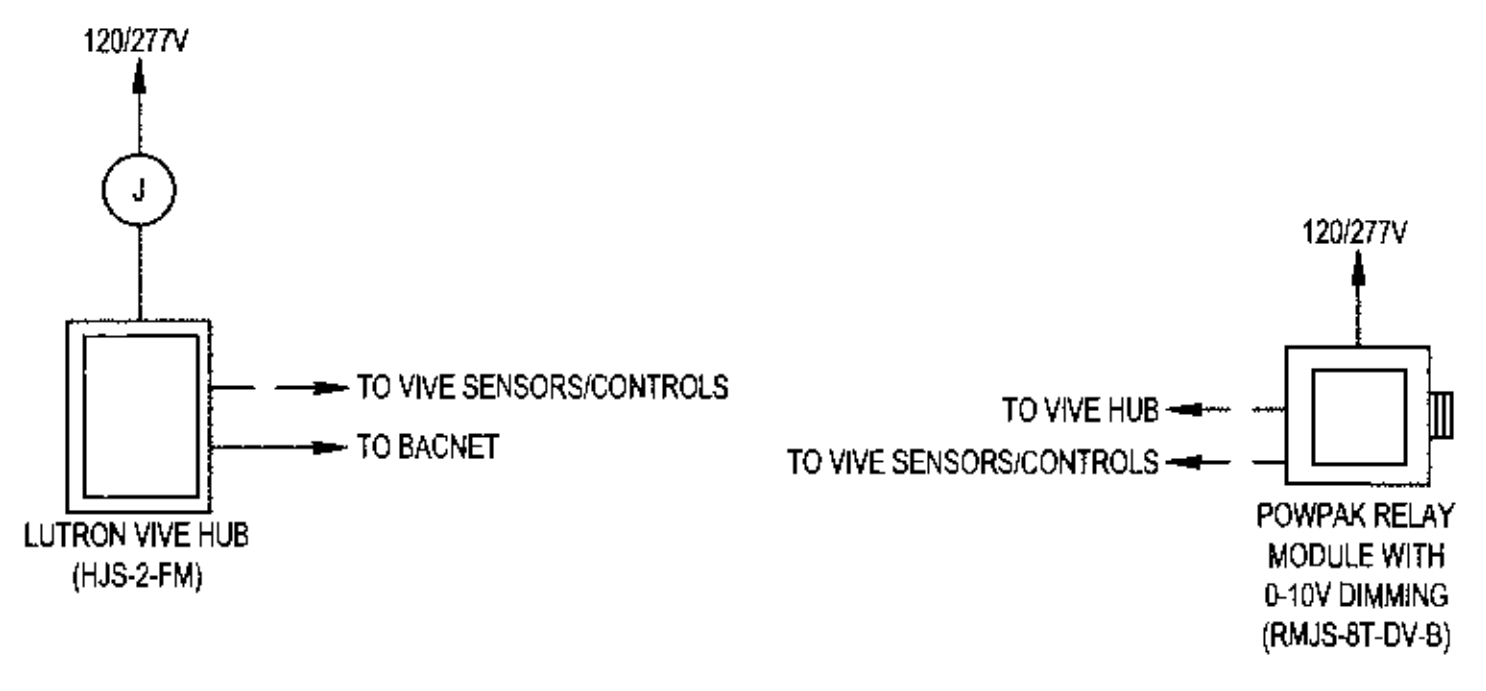 120/277V
J
TO VIVE SENSORS/CONTROLS
TO BACNET
LUTRON VIVE HUB
(HJS-2-FM)
120/277V
TO VIVE HUB
TO VIVE SENSORS/CONTROLS
POWPAK RELAY
MODULE WITH
0-10V DIMMING
(RMJS-8T-DV-B)